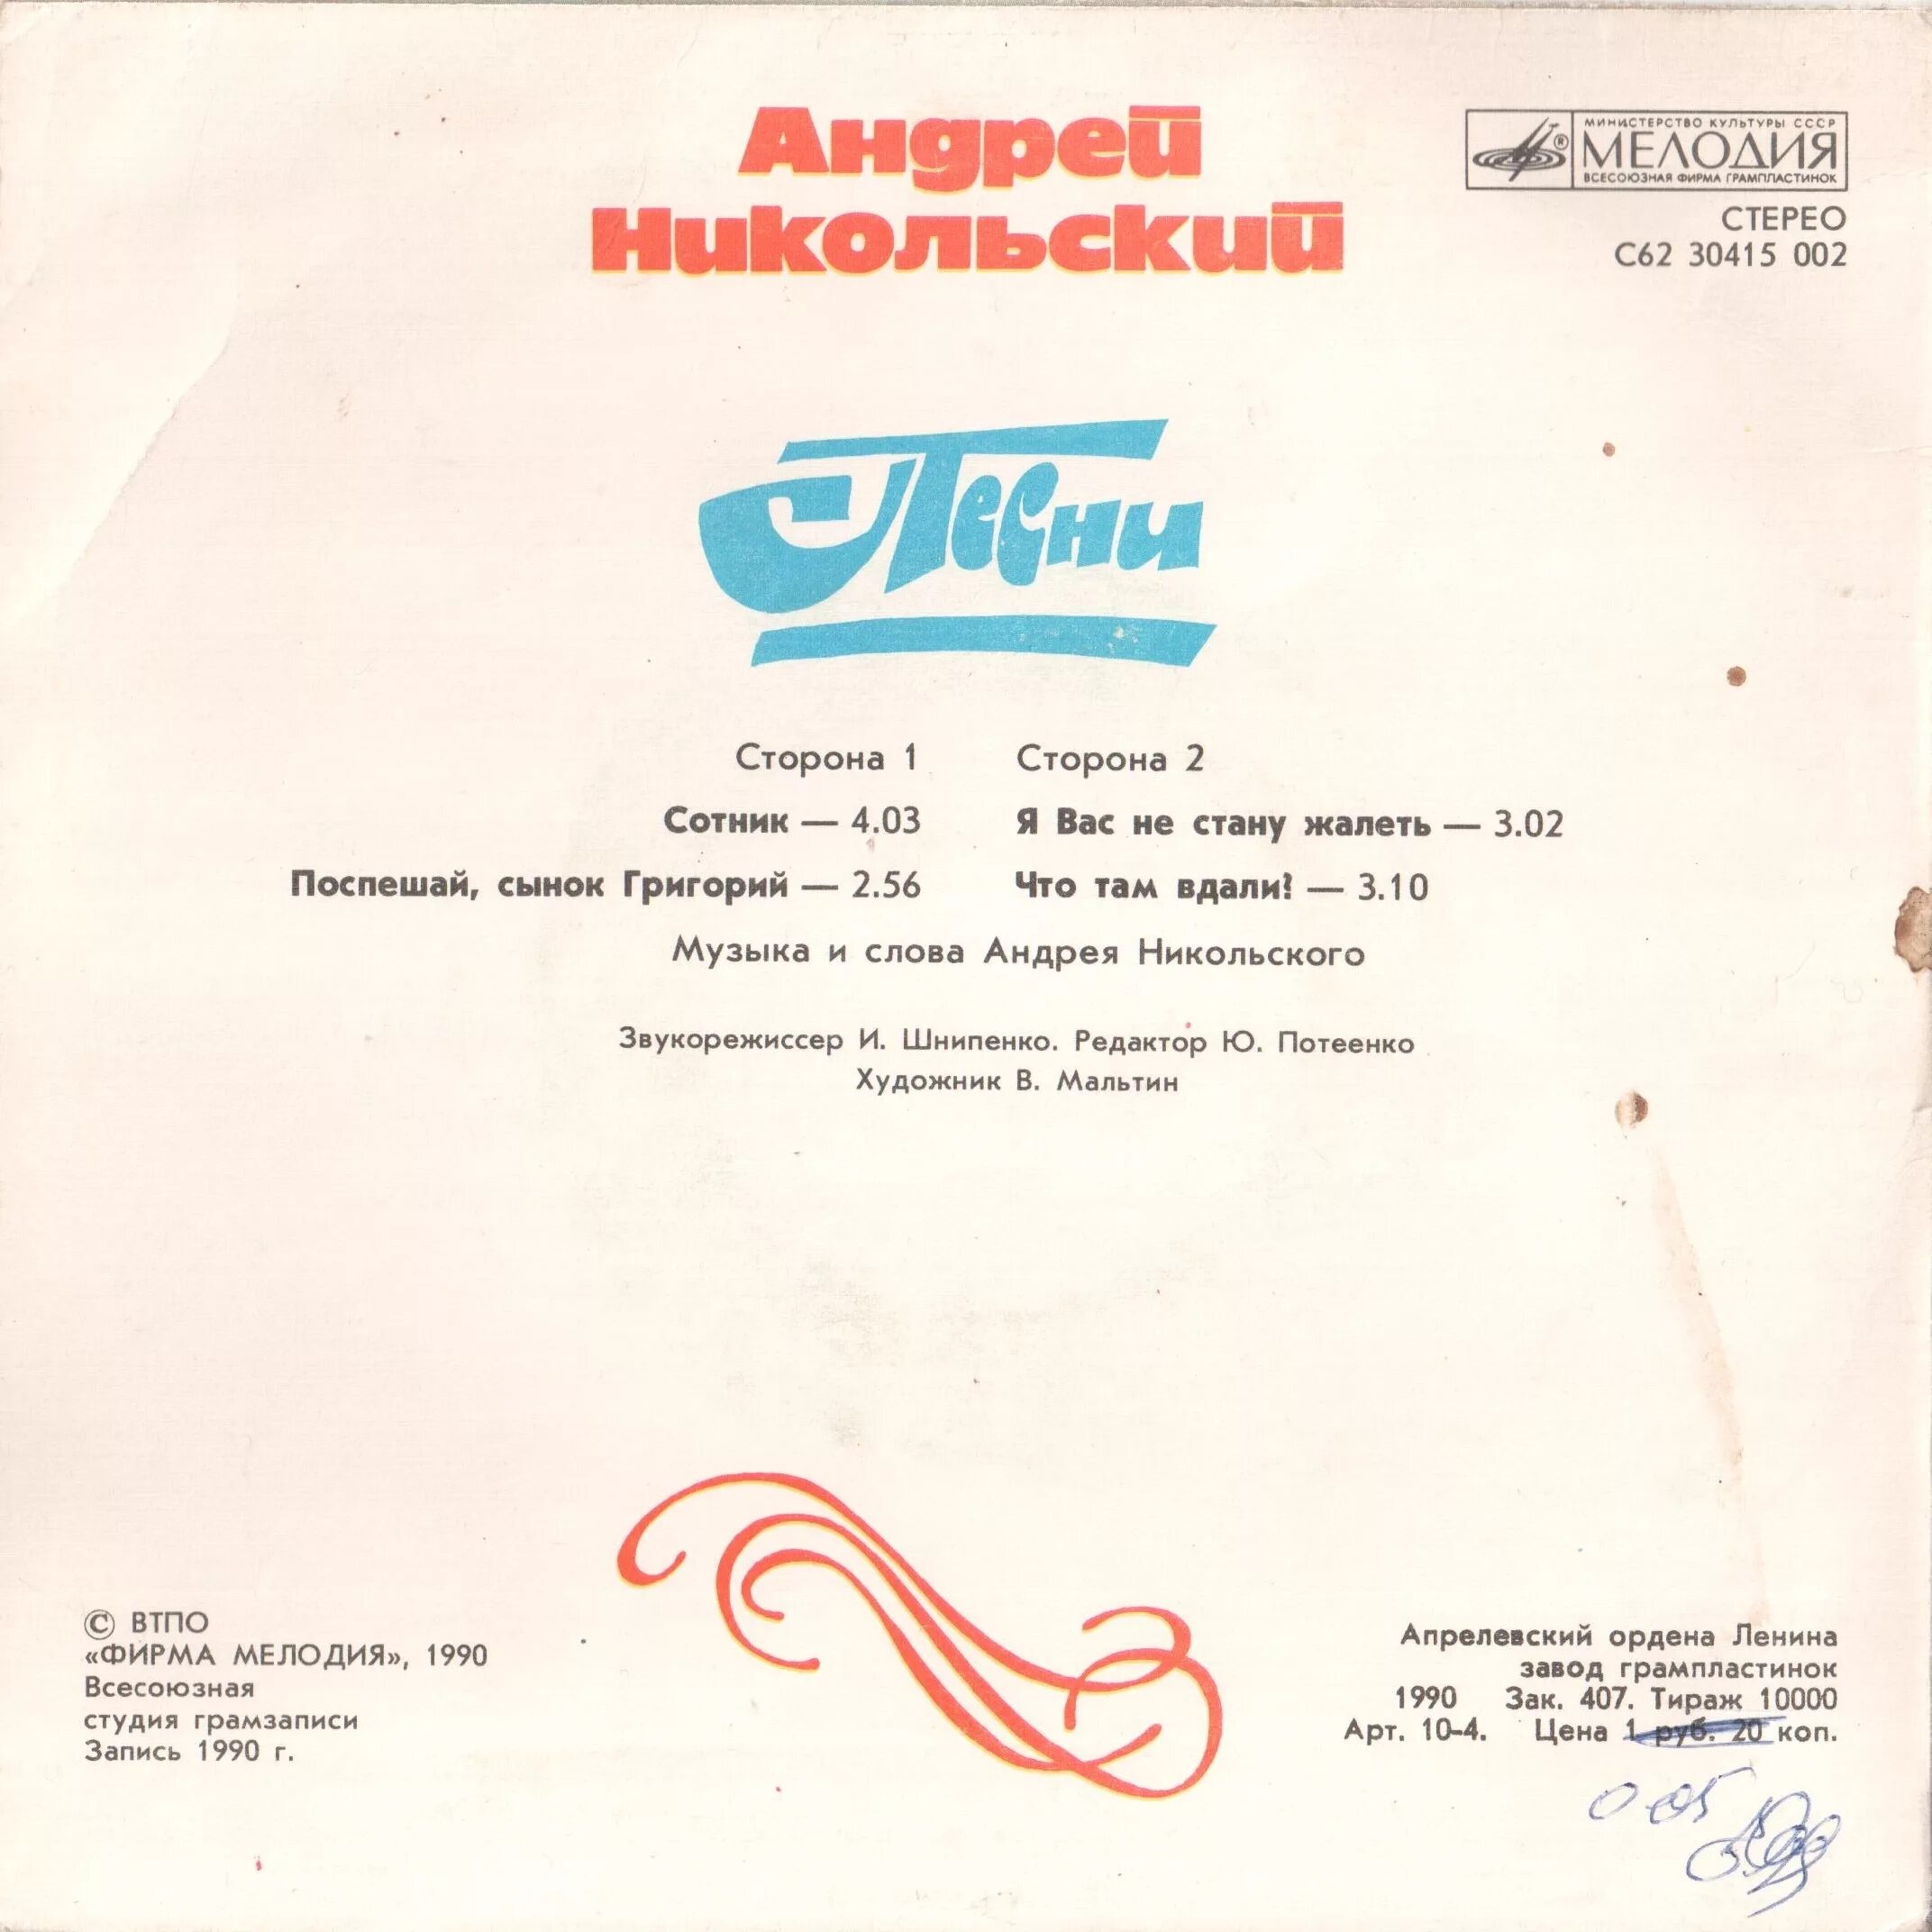 Андрей
Никольский
МИНИСТЕРСТВО КУЛЬТУРЫ СССР
МЕЛОДИЯ
ВСЕСОЮЗНАЯ ФИРМА ГРАМПЛАСТИНОК
СТЕРЕО
С62 30415 002
Песни
Сторона 1
Сотник — 4.03
Поспешай, сынок Григорий — 2.56
Сторона 2
Я Вас не стану жалеть — 3.02
Что там вдали? — 3.10
Музыка и слова Андрея Никольского
Звукорежиссер И. Шнипенко. Редактор Ю. Потеенко
Художник В. Мальтин
© ВТПО
«ФИРМА МЕЛОДИЯ», 1990
Всесоюзная
студия грамзаписи
Запись 1990 г.
Апрелевский ордена Ленина
завод грампластинок
1990 Зак. 407. Тираж 10000
Арт. 10-4. Цена 1 руб. 20 коп.
0-05